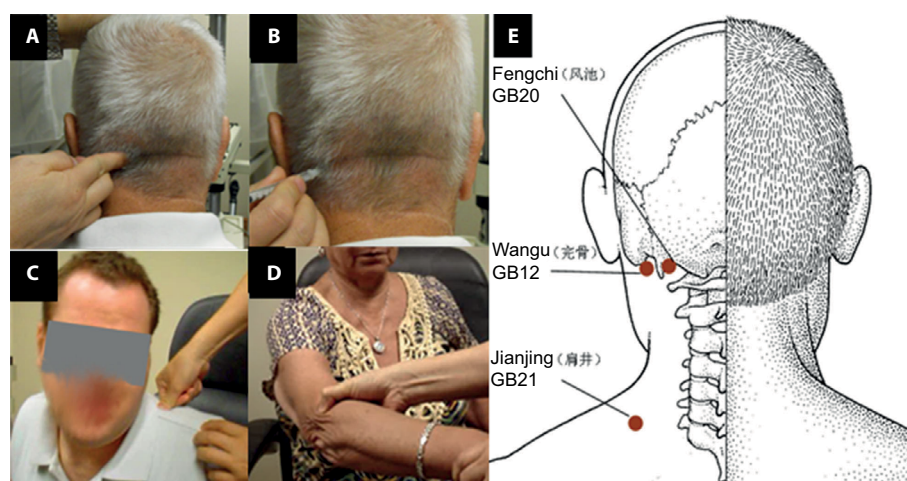 A
B
C
D
E
Fengchi (风池)
GB20
Wangu (完骨)
GB12
Jianjing (肩井)
GB21